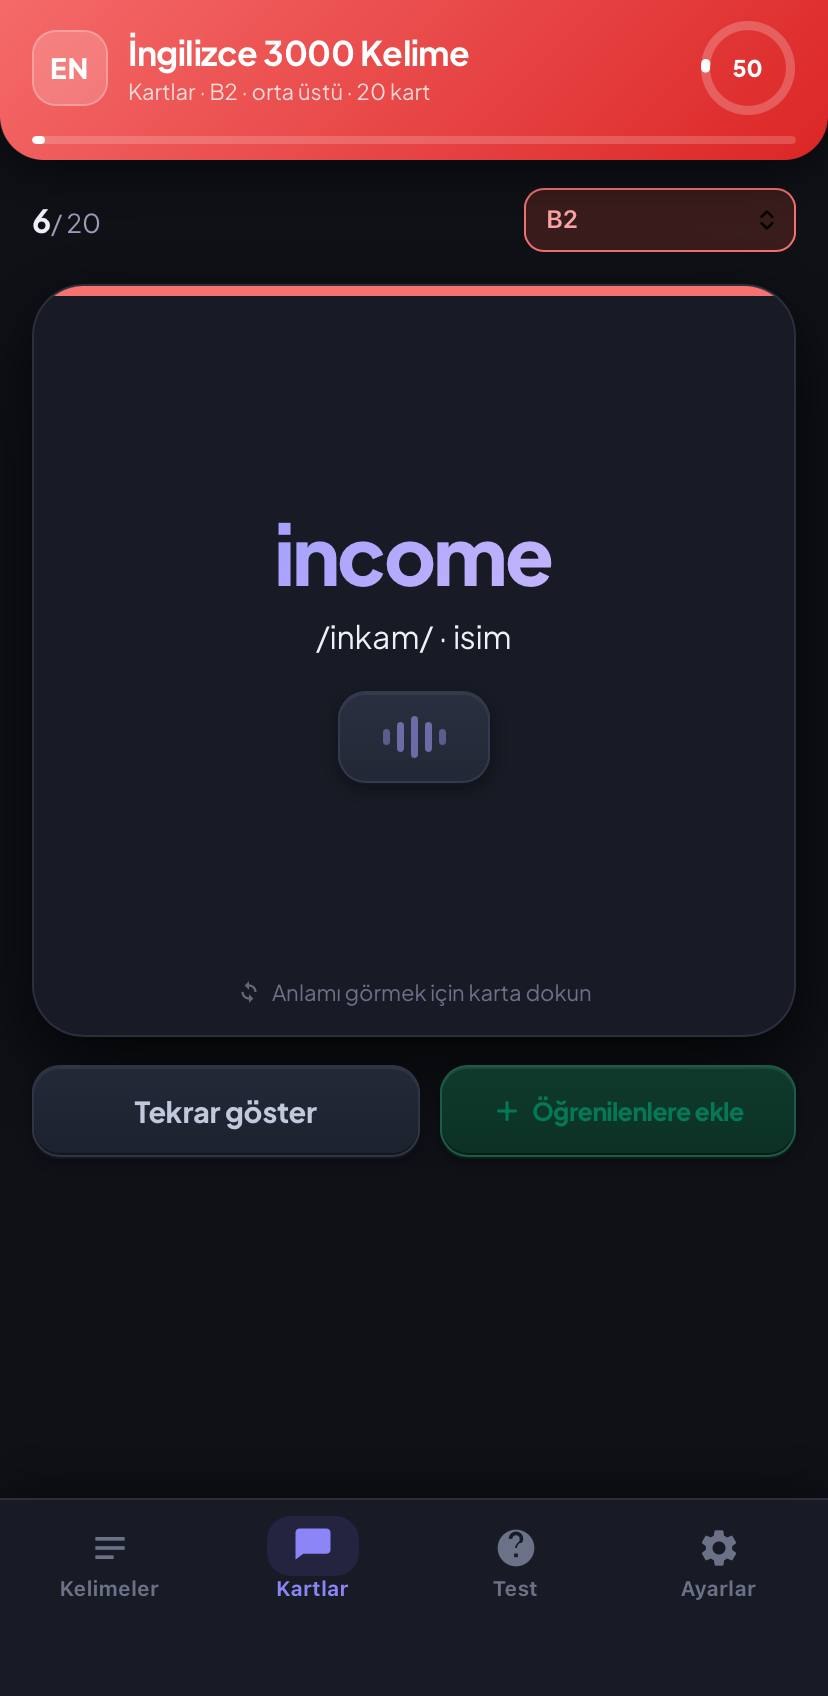 EN
İngilizce 3000 Kelime
Kartlar · B2 · orta üstü · 20 kart
50
6/ 20
B2
income
/inkam/ · isim
Anlamı görmek için karta dokun
Tekrar göster
+ Öğrenilenlere ekle
Kelimeler
Kartlar
Test
Ayarlar